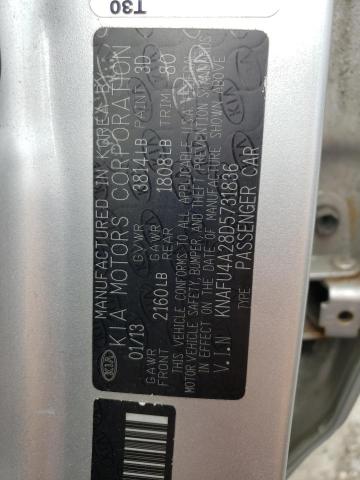 T30
MANUFACTURED IN KOREA BY
KIA MOTORS CORPORATION
01/13 GVWR 3814LB PAINT 3D
GAWR FRONT 2160LB GAWR REAR 1808LB TRIM 80
THIS VEHICLE CONFORMS TO ALL APPLICABLE U.S.A. FEDERAL
MOTOR VEHICLE SAFETY, BUMPER, AND THEFT PREVENTION STANDARDS IN
EFFECT ON THE DATE OF MANUFACTURE SHOWN ABOVE
V.I.N KNAFU4A28D5731836
TYPE PASSENGER CAR
KIA